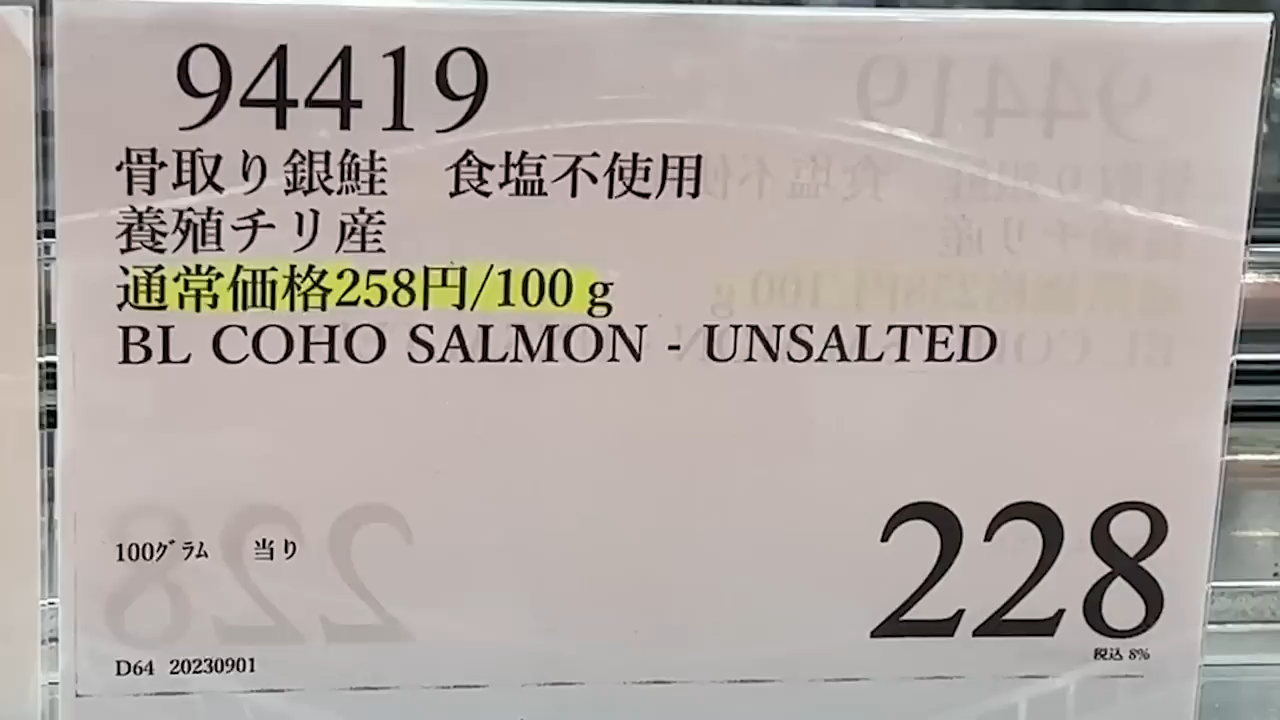 94419
骨取り銀鮭　食塩不使用
養殖チリ産
通常価格258円/100ｇ
BL COHO SALMON - UNSALTED
100ｸﾞﾗﾑ　当り
228
税込 8%
D64 20230901